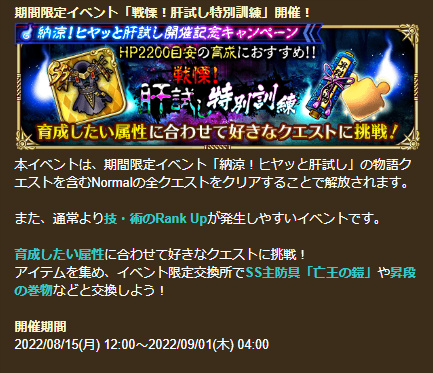 期間限定イベント「戦慄！肝試し特別訓練」開催！
納涼！ヒヤッと肝試し開催記念キャンペーン
HP2200目安の育成におすすめ!!
SS
戦慄！
肝試し特別訓練
育成したい属性に合わせて好きなクエストに挑戦！
本イベントは、期間限定イベント「納涼！ヒヤッと肝試し」の物語ク
エストを含むNormalの全クエストをクリアすることで解放されます。
また、通常より技・術のRank Upが発生しやすいイベントです。
育成したい属性に合わせて好きなクエストに挑戦！
アイテムを集め、イベント限定交換所でSS主防具「亡王の鎧」や昇段
の巻物などと交換しよう！
開催期間
2022/08/15(月) 12:00～2022/09/01(木) 04:00